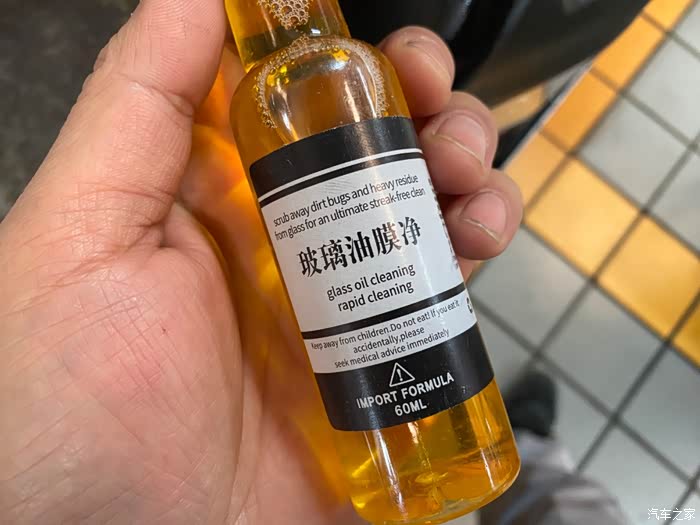 scrub away dirt bugs and heavy residue
from glass for an ultimate streak-free clean
玻璃油膜净
glass oil cleaning
rapid cleaning
Keep away from children.Do not eat! If you eat it
accidentally,please
seek medical advice immediately
IMPORT FORMULA
60ML
汽车之家